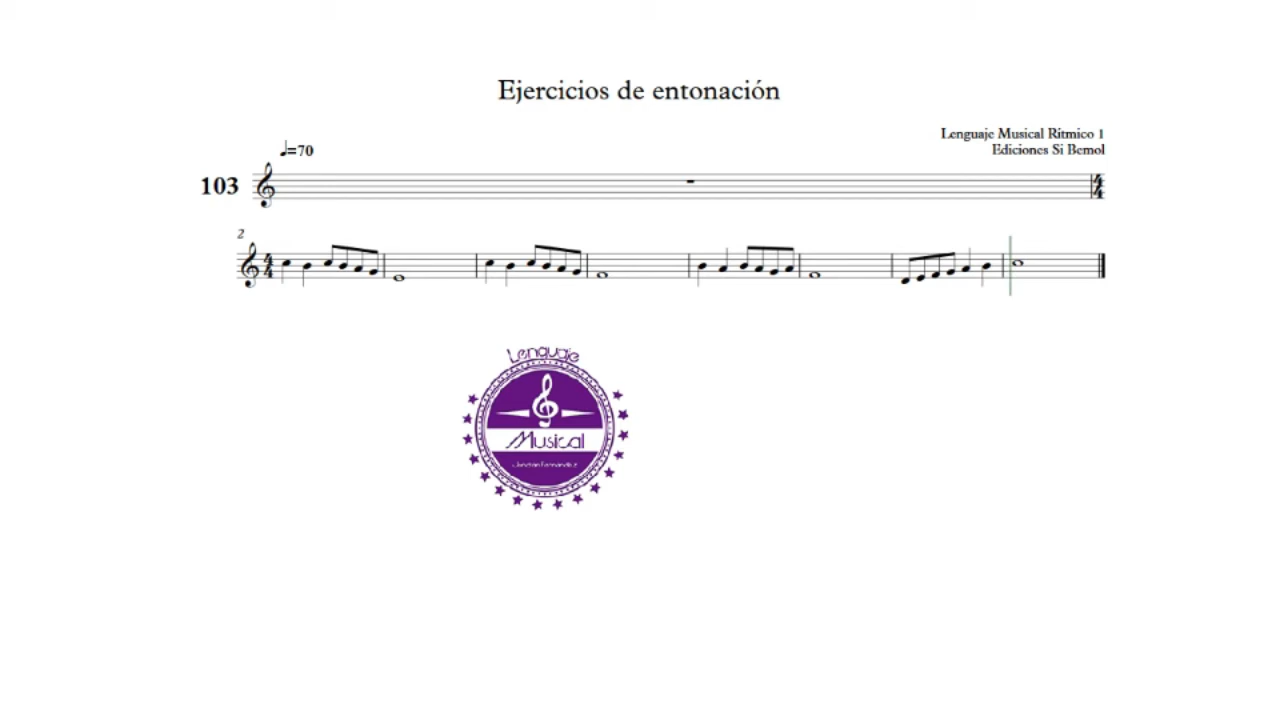 Ejercicios de entonación
Lenguaje Musical Rítmico 1
Ediciones Si Bemol
♩=70
103
2
Lenguaje
Musical